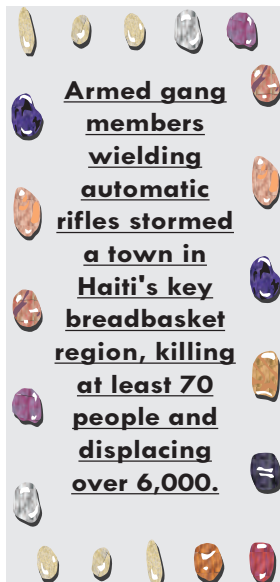 Armed gang
members
wielding
automatic
rifles stormed
a town in
Haiti's key
breadbasket
region, killing
at least 70
people and
displacing
over 6,000.